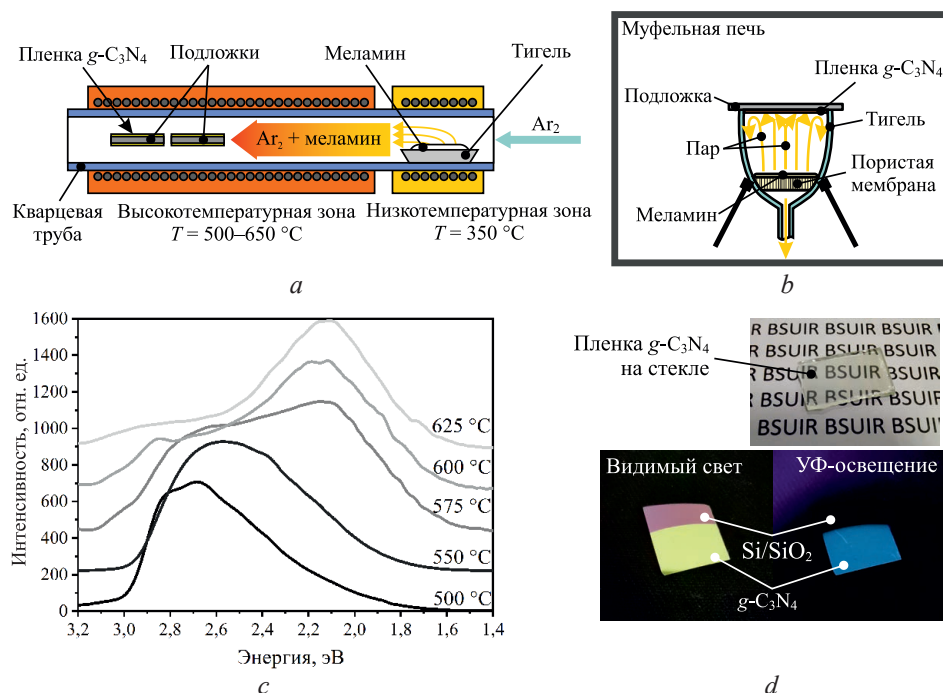 Пленка g-C3N4
Подложки
Меламин
Тигель
Ar2 + меламин
Ar2
Кварцевая
труба
Высокотемпературная зона
T = 500–650 °C
Низкотемпературная зона
T = 350 °C
a
Муфельная печь
Подложка
Пленка g-C3N4
Тигель
Пар
Пористая
мембрана
Меламин
b
Интенсивность, отн. ед.
1600
1400
1200
1000
800
600
400
200
0
625 °C
600 °C
575 °C
550 °C
500 °C
3,2 3,0 2,8 2,6 2,4 2,2 2,0 1,8 1,6 1,4
Энергия, эВ
c
Пленка g-C3N4
на стекле
BSUIR BSUIR BSUIR
BSUIR BSUIR BSUIR
BSUIR BSUIR
BSUIR BSUIR BSUIR
BSUIR BSUIR BSUIR
Видимый свет
УФ-освещение
Si/SiO2
g-C3N4
d